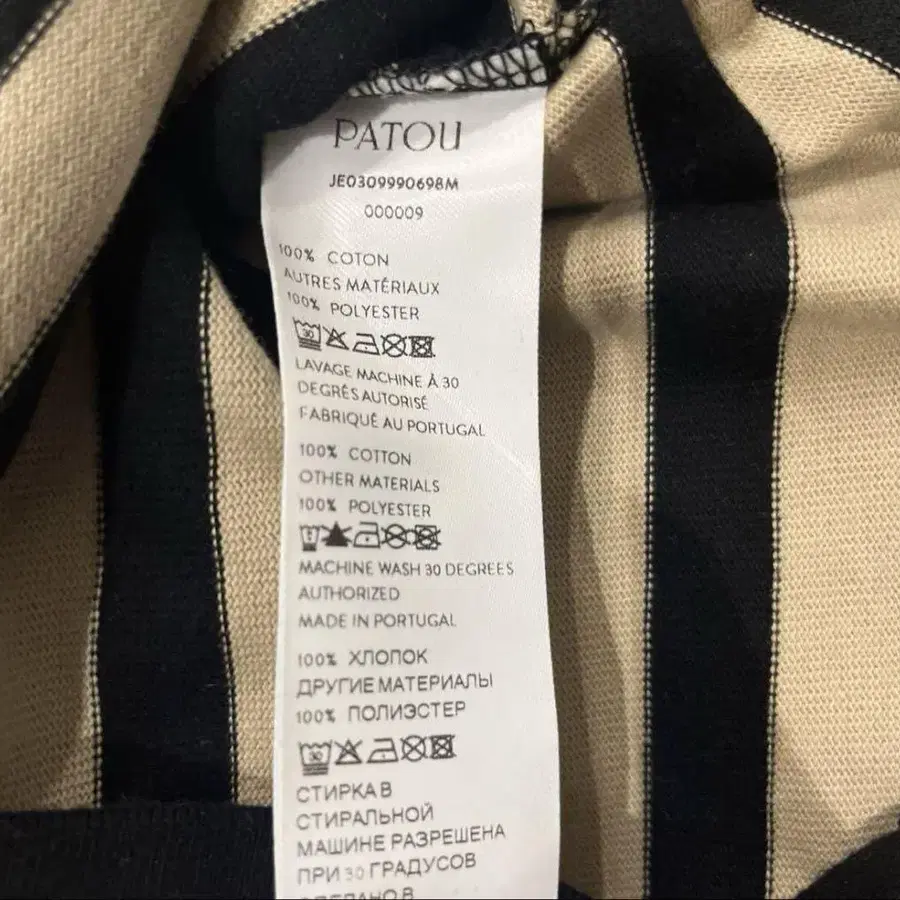 PATOU
JE0309990698M
000009
100% COTON
AUTRES MATÉRIAUX
100% POLYESTER
30
LAVAGE MACHINE À 30
DEGRÉS AUTORISÉ
FABRIQUÉ AU PORTUGAL
100% COTTON
OTHER MATERIALS
100% POLYESTER
MACHINE WASH 30 DEGREES
AUTHORIZED
MADE IN PORTUGAL
100% ХЛОПОК
ДРУГИЕ МАТЕРИАЛЫ
100% ПОЛИЭСТЕР
30
СТИРКА В
СТИРАЛЬНОЙ
МАШИНЕ РАЗРЕШЕНА
ПРИ 30 ГРАДУСОВ